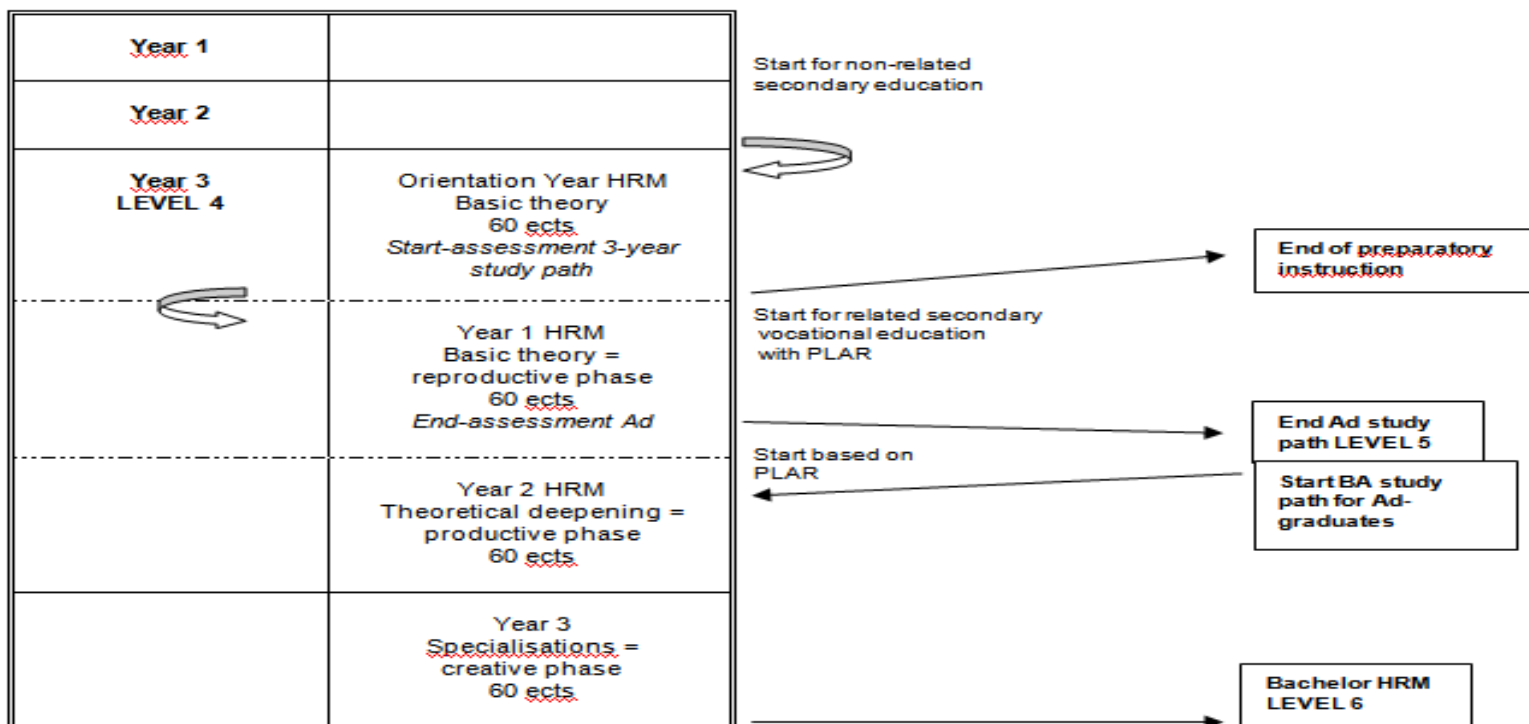 Year 1
Start for non-related
secondary education
Year 2
Year 3
LEVEL 4
Orientation Year HRM
Basic theory
60 ects
Start-assessment 3-year
study path
End of preparatory
instruction
Start for related secondary
vocational education
with PLAR
Year 1 HRM
Basic theory =
reproductive phase
60 ects
End-assessment Ad
End Ad study
path LEVEL 5
Start based on
PLAR
Start BA study
path for Ad-
graduates
Year 2 HRM
Theoretical deepening =
productive phase
60 ects
Year 3
Specialisations =
creative phase
60 ects
Bachelor HRM
LEVEL 6